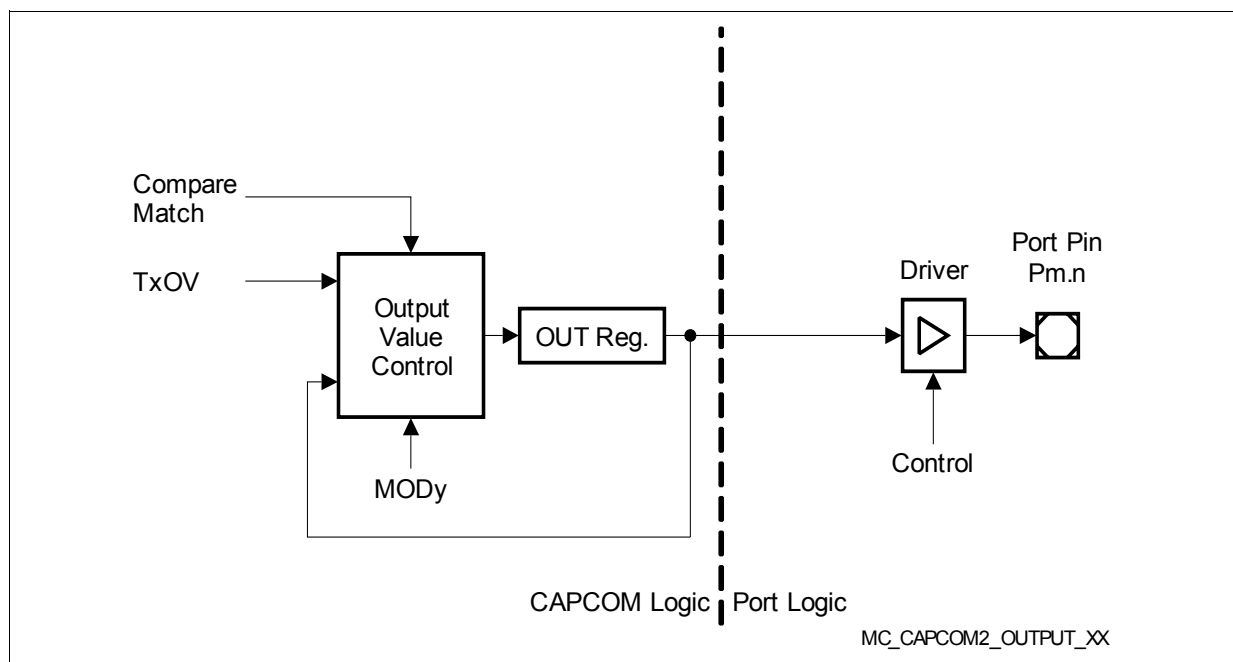 Compare
Match
TxOV
Output
Value
Control
OUT Reg.
MODy
Driver
Port Pin
Pm.n
Control
CAPCOM Logic
Port Logic
MC_CAPCOM2_OUTPUT_XX